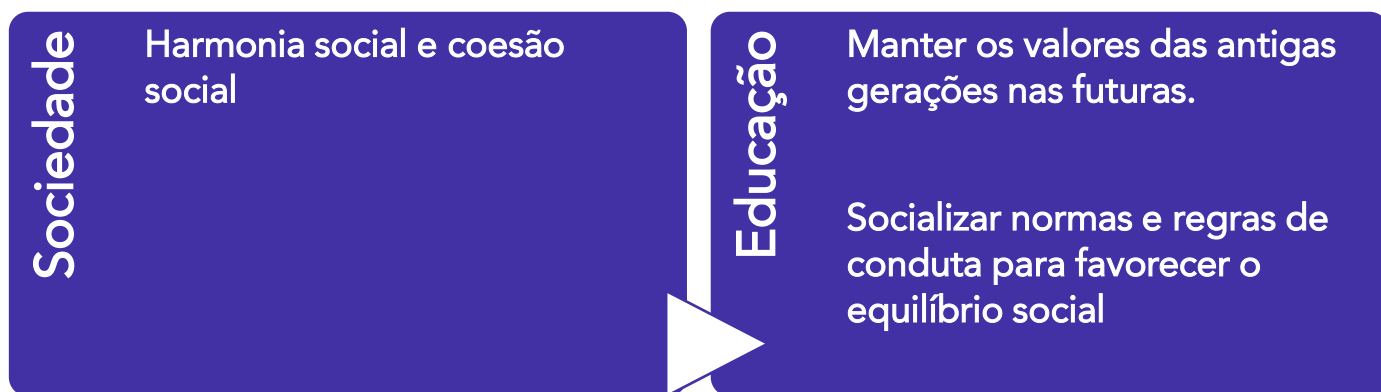 Sociedade
Harmonia social e coesão
social
Educação
Manter os valores das antigas
gerações nas futuras.
Socializar normas e regras de
conduta para favorecer o
equilíbrio social